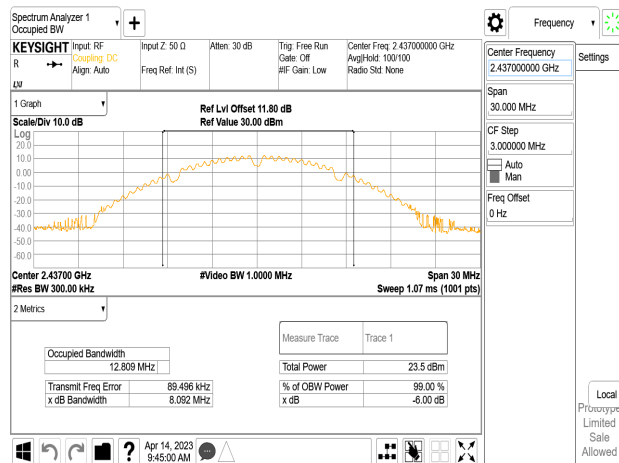 Spectrum Analyzer 1
Occupied BW
Frequency
KEYSIGHT
Input: RF
Coupling: DC
Align: Auto
Input Z: 50 Ω
Freq Ref: Int (S)
Atten: 30 dB
Trig: Free Run
Gate: Off
#IF Gain: Low
Center Freq: 2.437000000 GHz
Avg|Hold: 100/100
Radio Std: None
R
Center Frequency
2.437000000 GHz
Settings
Span
30.000 MHz
CF Step
3.000000 MHz
Auto
Man
Freq Offset
0 Hz
1 Graph
Scale/Div 10.0 dB
Ref Lvl Offset 11.80 dB
Ref Value 30.00 dBm
Log
20.0
10.0
0.00
-10.0
-20.0
-30.0
-40.0
-50.0
-60.0
Center 2.43700 GHz
#Res BW 300.00 kHz
#Video BW 1.0000 MHz
Span 30 MHz
Sweep 1.07 ms (1001 pts)
2 Metrics
Measure Trace
Trace 1
Occupied Bandwidth
12.809 MHz
Total Power
23.5 dBm
Transmit Freq Error
89.496 kHz
% of OBW Power
99.00 %
x dB Bandwidth
8.092 MHz
x dB
-6.00 dB
Local
Prototype
Limited
Sale
Allowed
?
Apr 14, 2023
9:45:00 AM